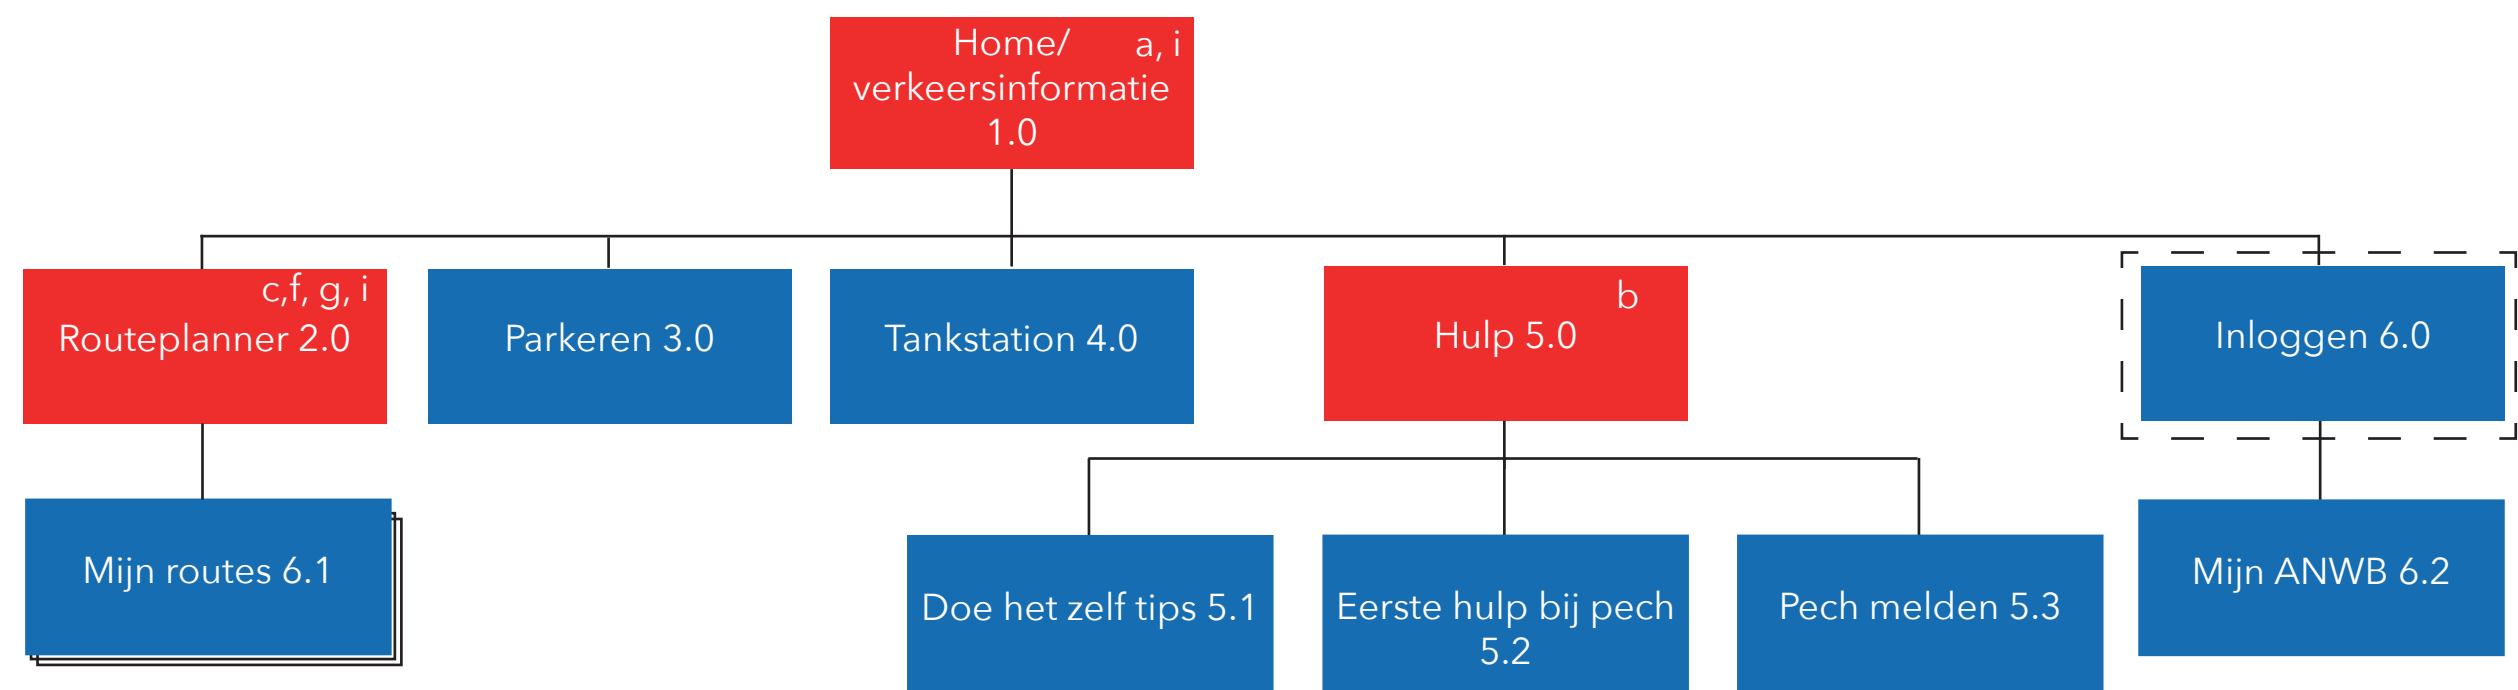 Home/ a, i
verkeersinformatie
1.0
c,f, g, i
Routeplanner 2.0
Parkeren 3.0
Tankstation 4.0
b
Hulp 5.0
Inloggen 6.0
Mijn routes 6.1
Doe het zelf tips 5.1
Eerste hulp bij pech
5.2
Pech melden 5.3
Mijn ANWB 6.2